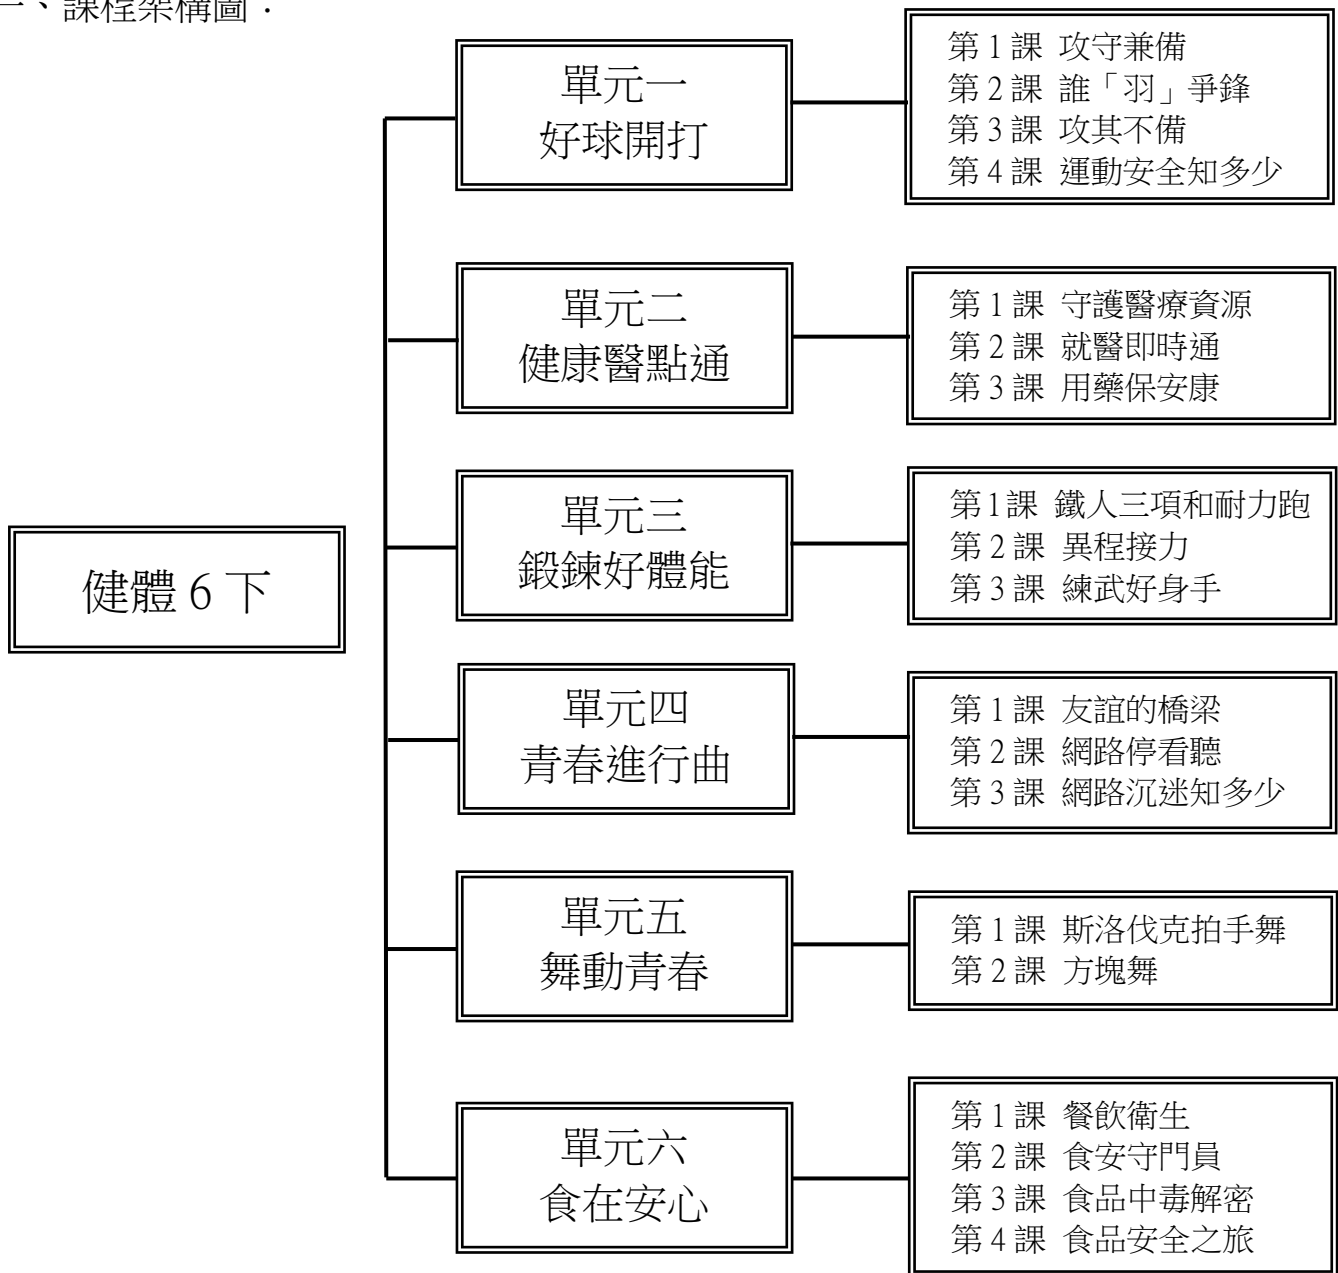 一、課程架構圖：
健體 6 下
單元一
好球開打
第 1 課 攻守兼備
第 2 課 誰「羽」爭鋒
第 3 課 攻其不備
第 4 課 運動安全知多少
單元二
健康醫點通
第 1 課 守護醫療資源
第 2 課 就醫即時通
第 3 課 用藥保安康
單元三
鍛鍊好體能
第 1 課 鐵人三項和耐力跑
第 2 課 異程接力
第 3 課 練武好身手
單元四
青春進行曲
第 1 課 友誼的橋梁
第 2 課 網路停看聽
第 3 課 網路沉迷知多少
單元五
舞動青春
第 1 課 斯洛伐克拍手舞
第 2 課 方塊舞
單元六
食在安心
第 1 課 餐飲衛生
第 2 課 食安守門員
第 3 課 食品中毒解密
第 4 課 食品安全之旅